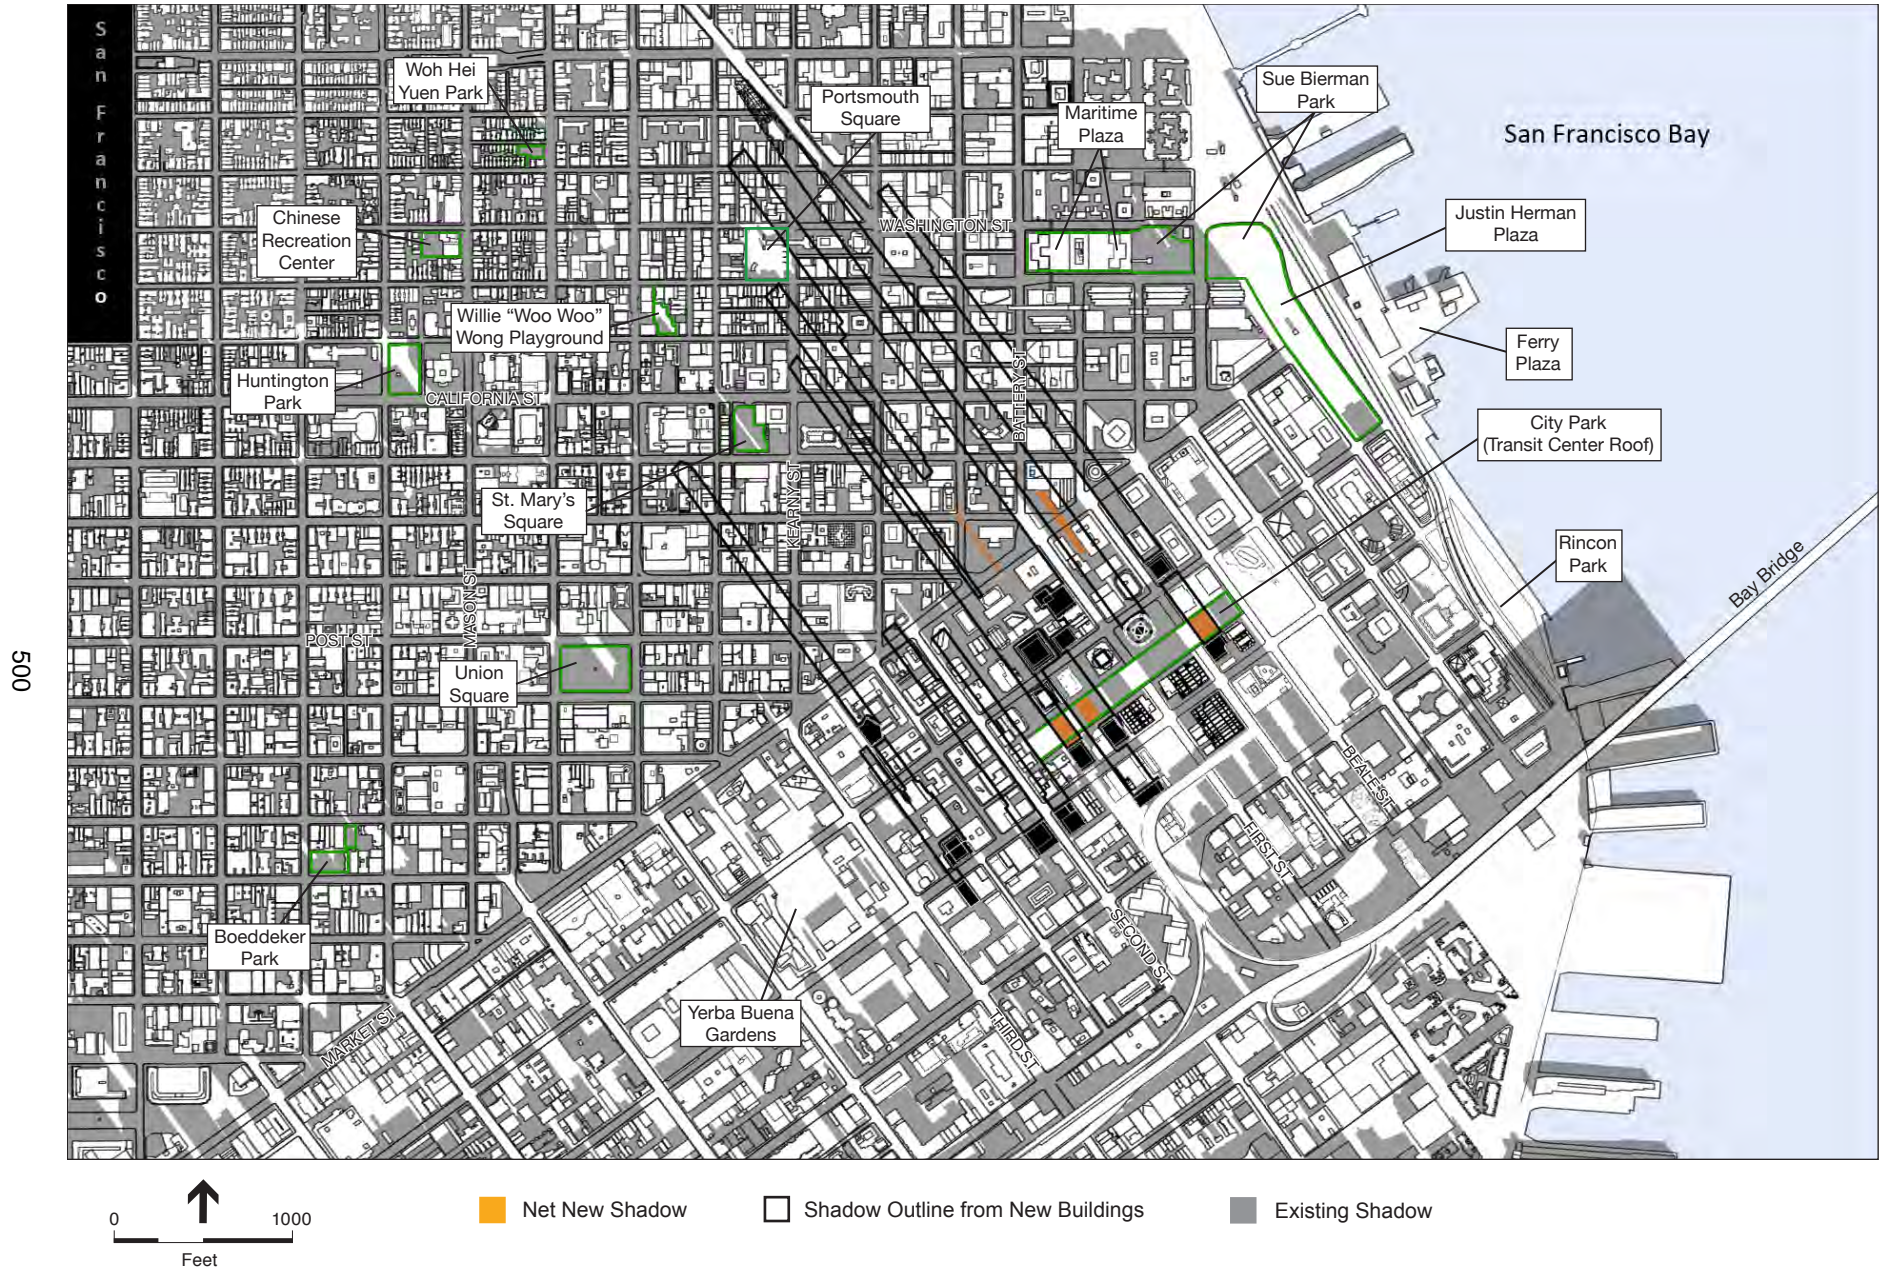 San Francisco
Woh Hei
Yuen Park
Portsmouth
Square
Maritime
Plaza
Sue Bierman
Park
San Francisco Bay
Chinese
Recreation
Center
WASHINGTON ST
Justin Herman
Plaza
Willie “Woo Woo”
Wong Playground
Ferry
Plaza
Huntington
Park
CALIFORNIA ST
BATTERY ST
City Park
(Transit Center Roof)
St. Mary’s
Square
KEARNY ST
Rincon
Park
Bay Bridge
MASON ST
POST ST
Union
Square
500
BEALE ST
FIRST ST
Boeddeker
Park
SECOND ST
Yerba Buena
Gardens
THIRD ST
MARKET ST
0 1000
Feet
Net New Shadow
Shadow Outline from New Buildings
Existing Shadow